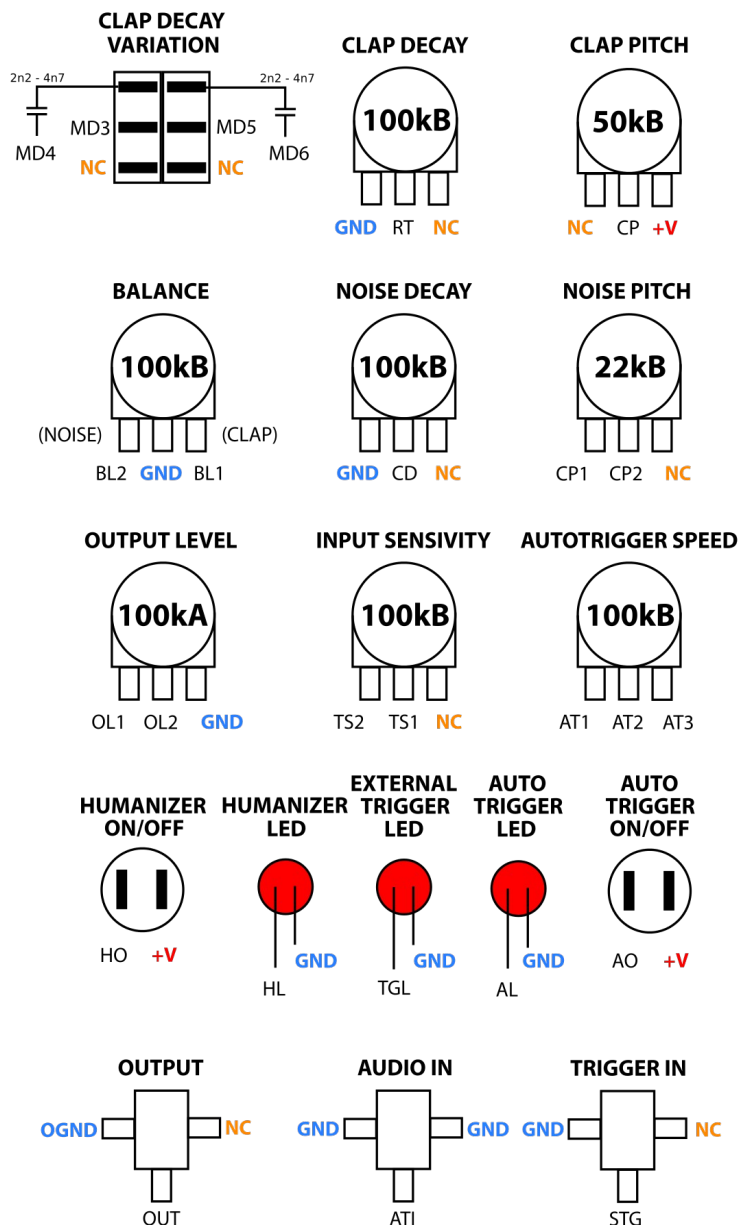 CLAP DECAY
VARIATION
2n2 - 4n7
2n2 - 4n7
MD3
MD5
MD4
MD6
NC
NC
CLAP DECAY
100kB
GND RT NC
CLAP PITCH
50kB
NC CP +V
BALANCE
100kB
(NOISE)
(CLAP)
BL2 GND BL1
NOISE DECAY
100kB
GND CD NC
NOISE PITCH
22kB
CP1 CP2 NC
OUTPUT LEVEL
100kA
OL1 OL2 GND
INPUT SENSIVITY
100kB
TS2 TS1 NC
AUTOTRIGGER SPEED
100kB
AT1 AT2 AT3
HUMANIZER
ON/OFF
HO +V
HUMANIZER
LED
GND
HL
EXTERNAL
TRIGGER
LED
GND
TGL
AUTO
TRIGGER
LED
GND
AL
AUTO
TRIGGER
ON/OFF
AO +V
OUTPUT
OGND
NC
OUT
AUDIO IN
GND
GND
ATI
TRIGGER IN
GND
NC
STG